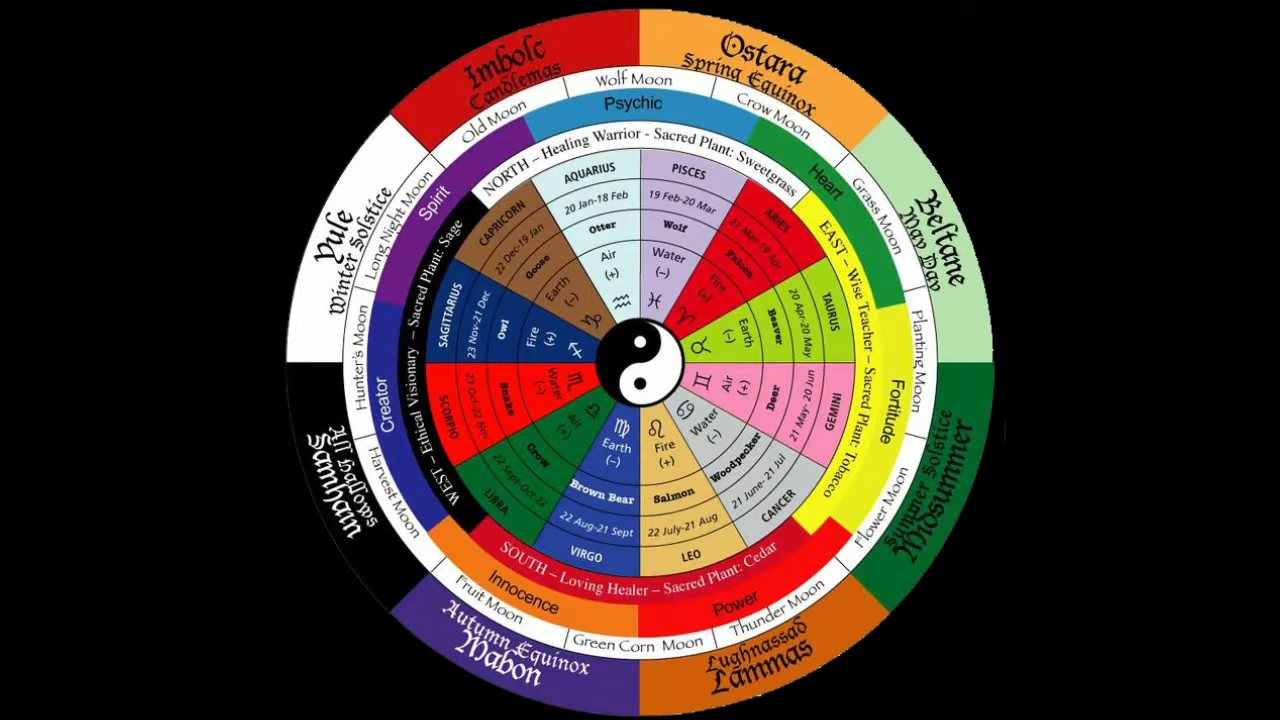 Imbolc
Candlemas
Ostara
Spring Equinox
Beltane
May Day
Summer Solstice
Midsummer
Lughnassad
Lammas
Autumn Equinox
Mabon
All Hallows
Samhain
Yule
Winter Solstice
Old Moon
Wolf Moon
Crow Moon
Grass Moon
Planting Moon
Flower Moon
Thunder Moon
Green Corn Moon
Fruit Moon
Harvest Moon
Hunter's Moon
Long Night Moon
Psychic
Heart
Fortitude
Power
Innocence
Creator
Spirit
NORTH – Healing Warrior - Sacred Plant: Sweetgrass
EAST – Wise Teacher – Sacred Plant: Tobacco
SOUTH – Loving Healer – Sacred Plant: Cedar
WEST – Ethical Visionary – Sacred Plant: Sage
AQUARIUS
20 Jan-18 Feb
Otter
Air
(+)
♒
PISCES
19 Feb-20 Mar
Wolf
Water
(–)
♓
ARIES
21 Mar-19 Apr
Falcon
Fire
(+)
♈
TAURUS
20 Apr-20 May
Beaver
Earth
(–)
♉
GEMINI
21 May- 20 Jun
Deer
Air
(+)
♊
CANCER
21 June- 21 Jul
Woodpecker
Water
(–)
♋
♌
Fire
(+)
Salmon
22 July-21 Aug
LEO
♍
Earth
(–)
Brown Bear
22 Aug-21 Sept
VIRGO
♎
Air
(+)
Crow
22 Sept-Oct 22
LIBRA
SCORPIO
23 Oct-22 Nov
Snake
Water
(–)
♏
SAGITTARIUS
23 Nov-21 Dec
Owl
Fire
(+)
♐
CAPRICORN
22 Dec-19 Jan
Goose
Earth
(–)
♑